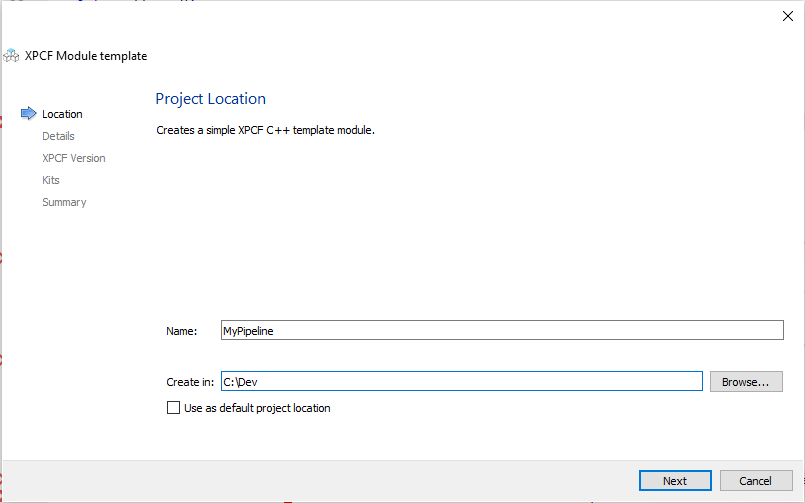 XPCF Module template
Location
Details
XPCF Version
Kits
Summary
Project Location
Creates a simple XPCF C++ template module.
Name: MyPipeline
Create in: C:\Dev Browse...
Use as default project location
Next Cancel